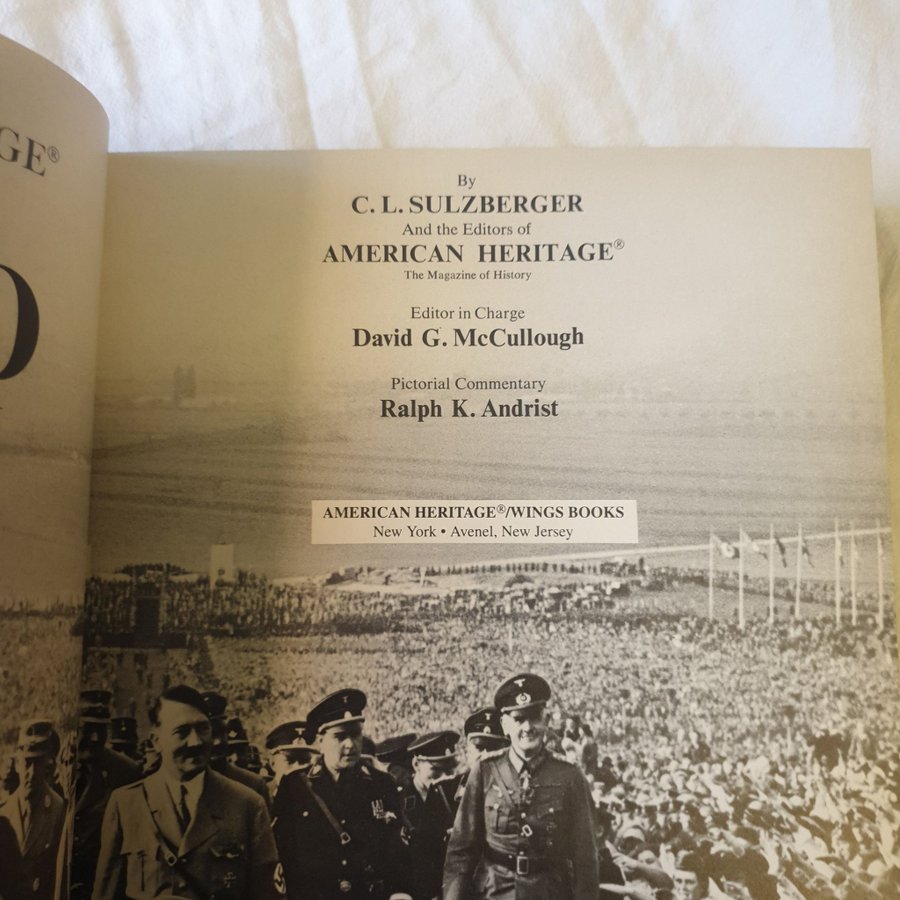 GE®
By
C. L. SULZBERGER
And the Editors of
AMERICAN HERITAGE®
The Magazine of History
Editor in Charge
David G. McCullough
Pictorial Commentary
Ralph K. Andrist
AMERICAN HERITAGE®/WINGS BOOKS
New York • Avenel, New Jersey